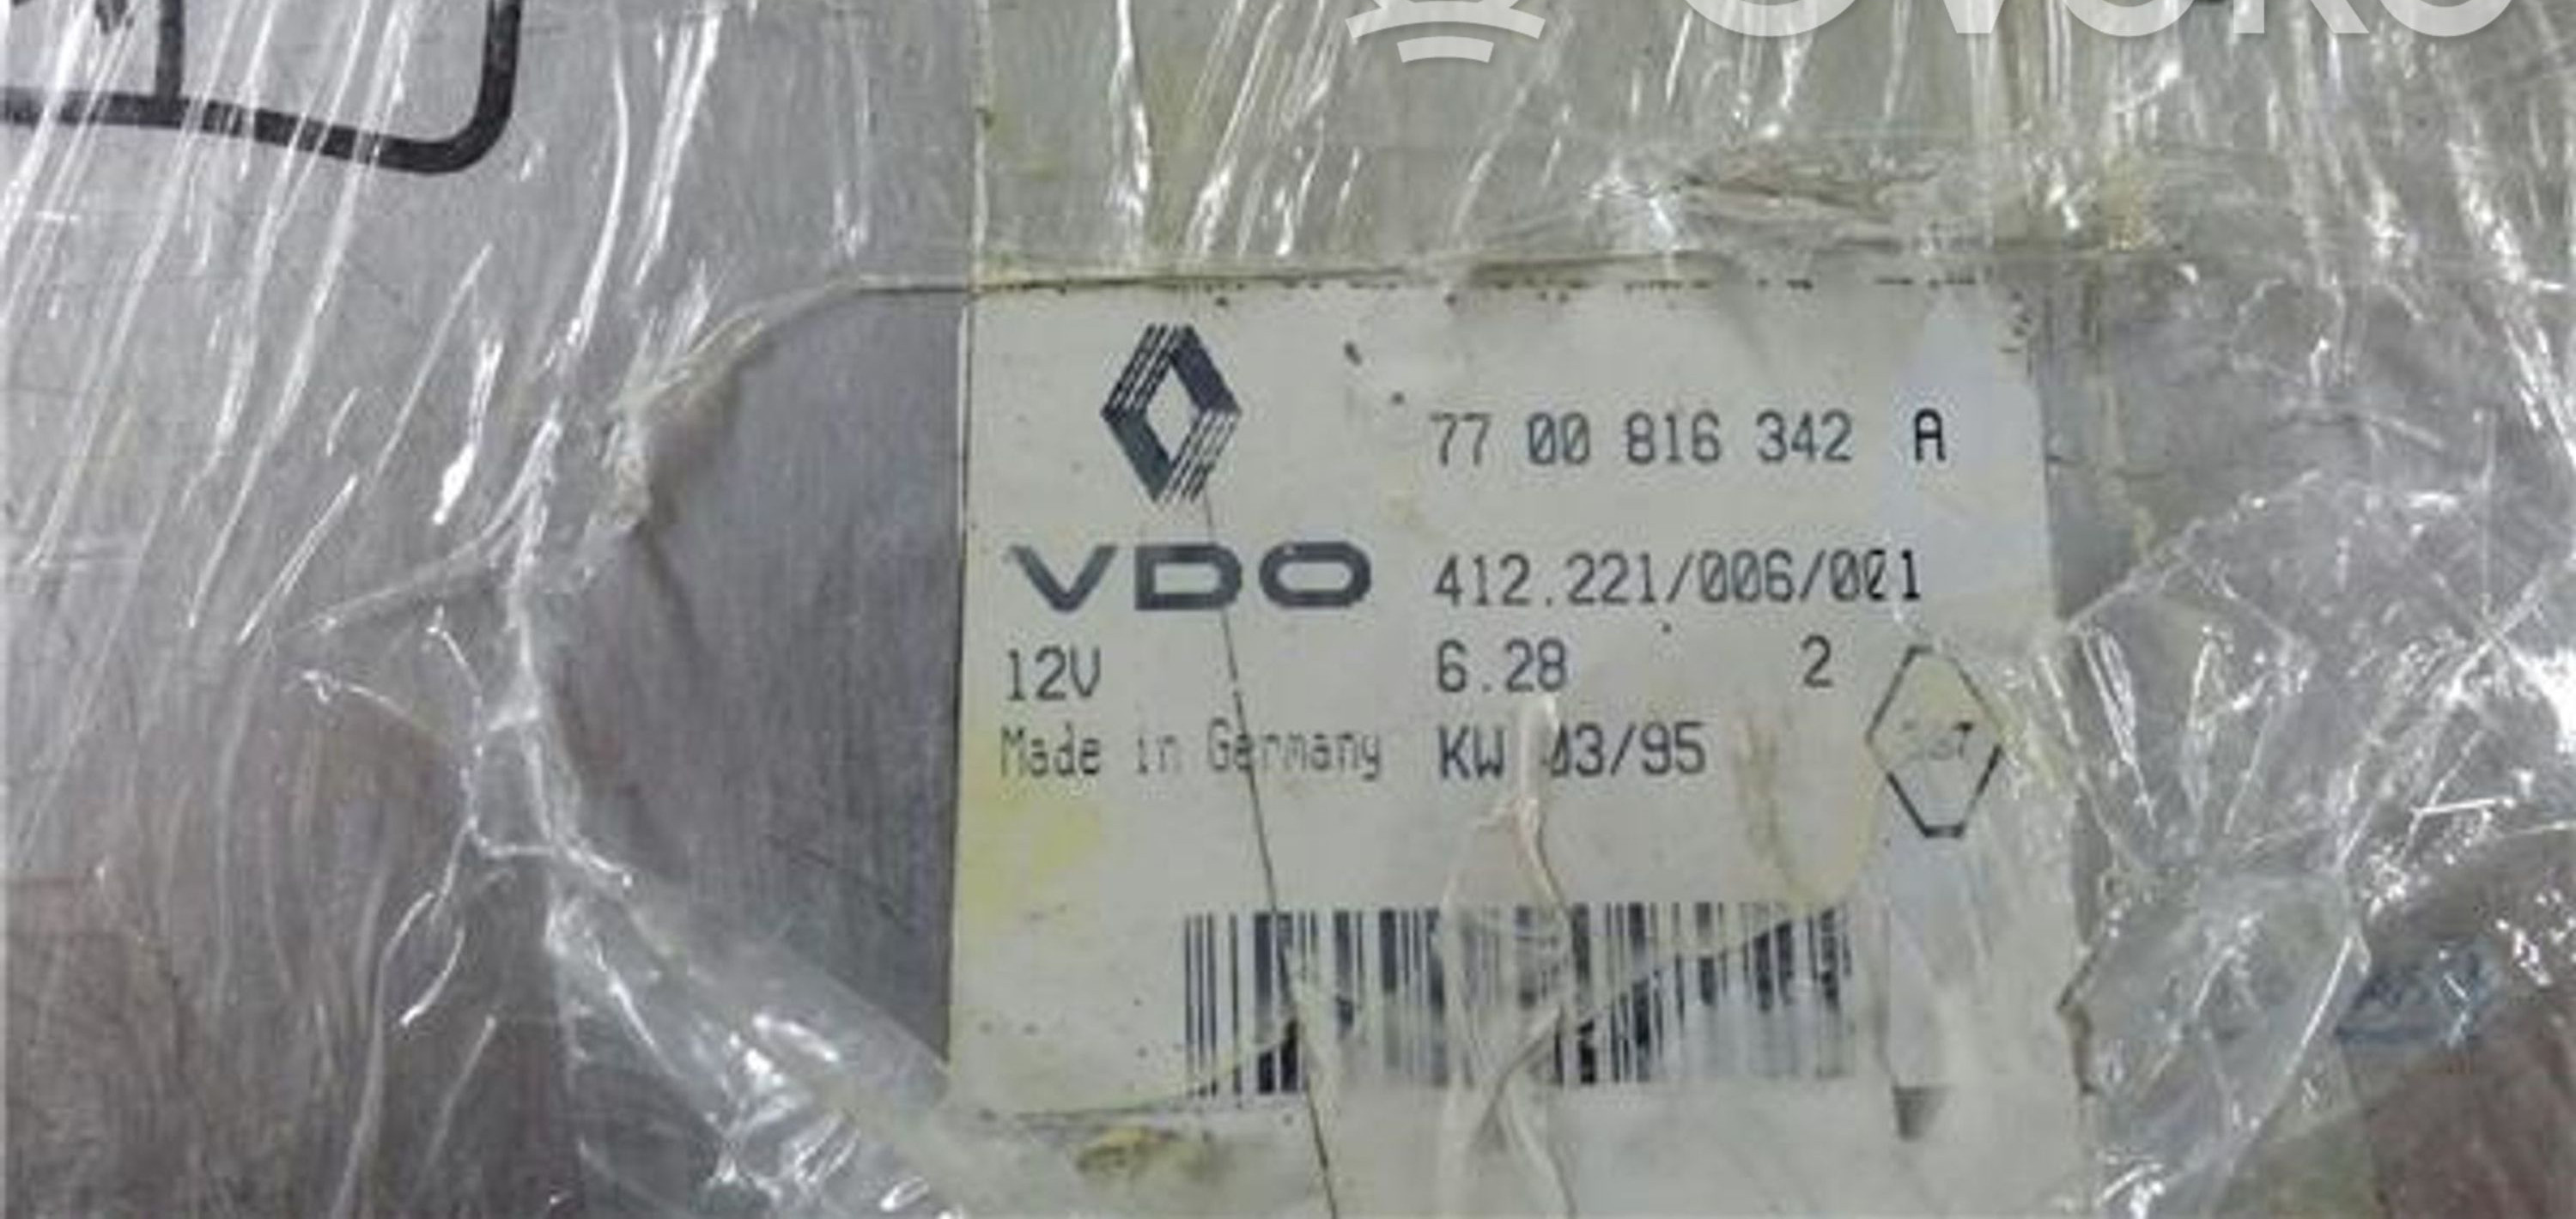 OVOKO
77 00 816 342 A
VDO 412.221/006/001
12V 6.28 2
Made in Germany KW 03/95